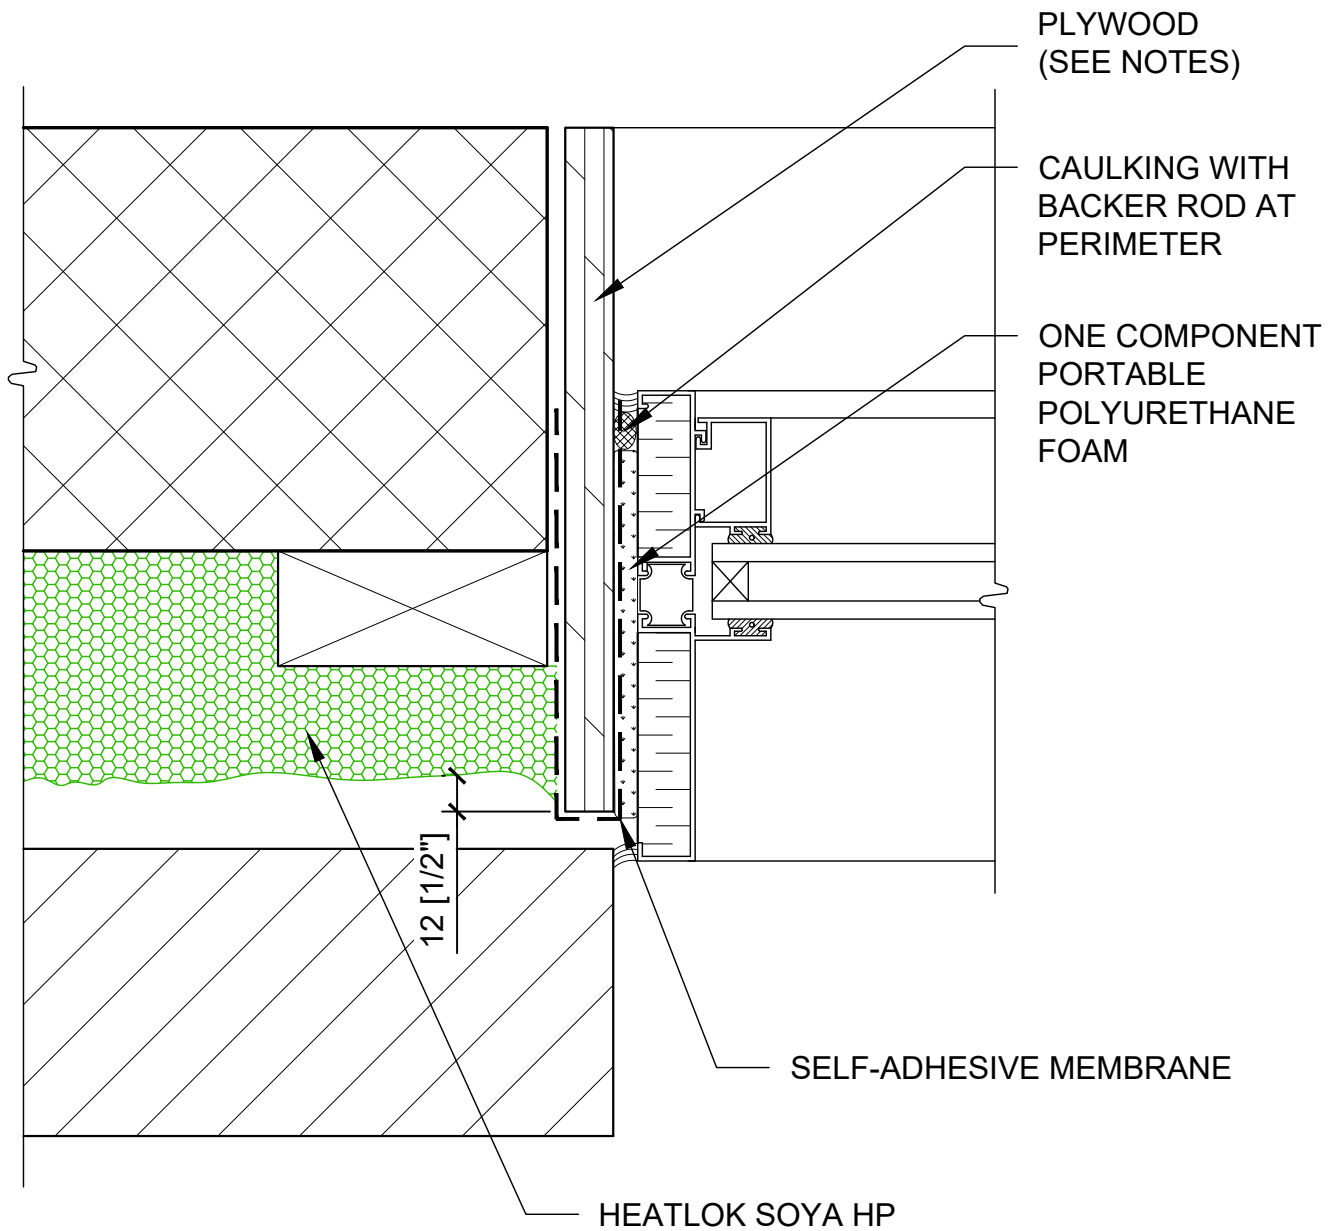 PLYWOOD
(SEE NOTES)
CAULKING WITH
BACKER ROD AT
PERIMETER
ONE COMPONENT
PORTABLE
POLYURETHANE
FOAM
12 [1/2"]
SELF-ADHESIVE MEMBRANE
HEATLOK SOYA HP